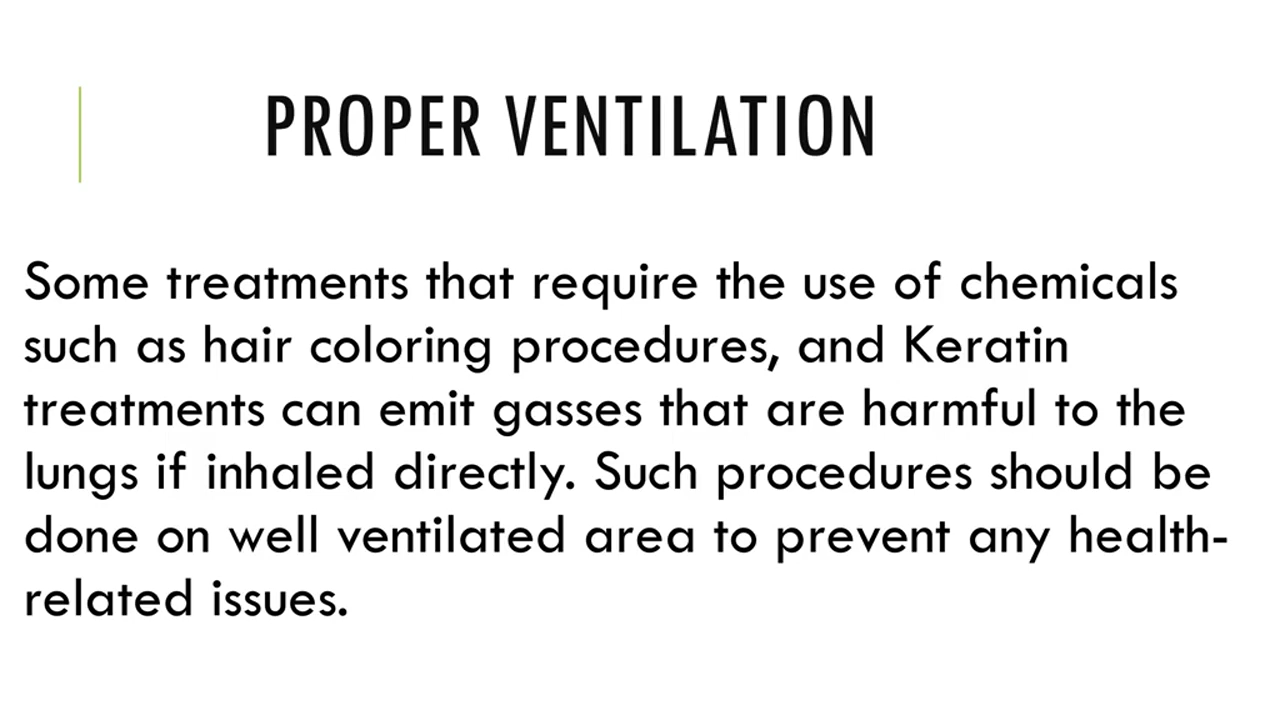 PROPER VENTILATION
Some treatments that require the use of chemicals
such as hair coloring procedures, and Keratin
treatments can emit gasses that are harmful to the
lungs if inhaled directly. Such procedures should be
done on well ventilated area to prevent any health-
related issues.